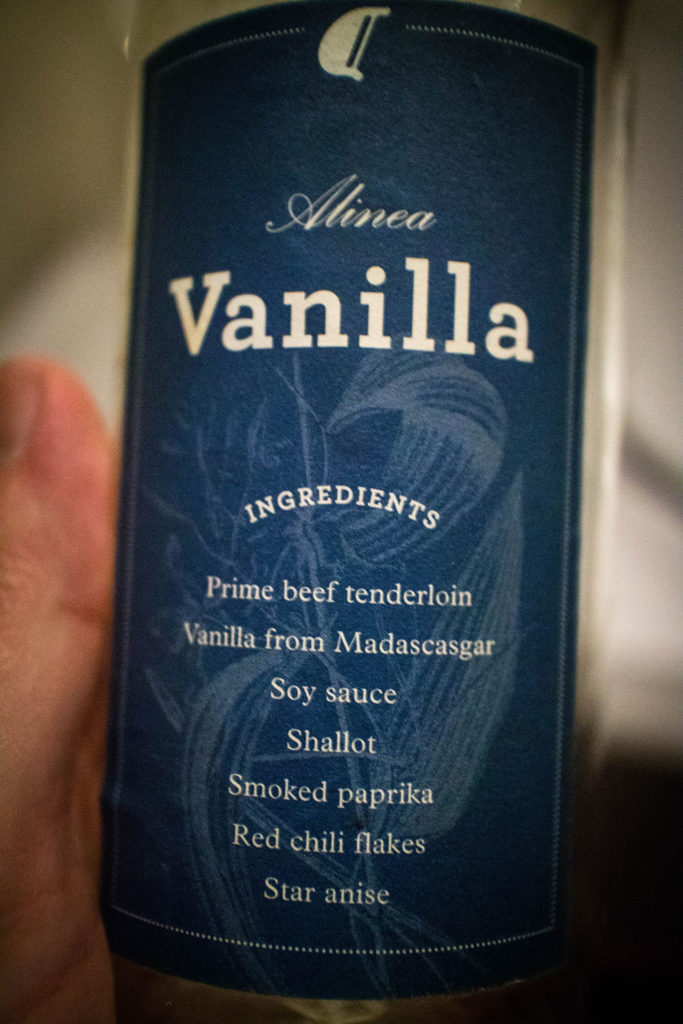 Alinea
Vanilla
INGREDIENTS
Prime beef tenderloin
Vanilla from Madascasgar
Soy sauce
Shallot
Smoked paprika
Red chili flakes
Star anise